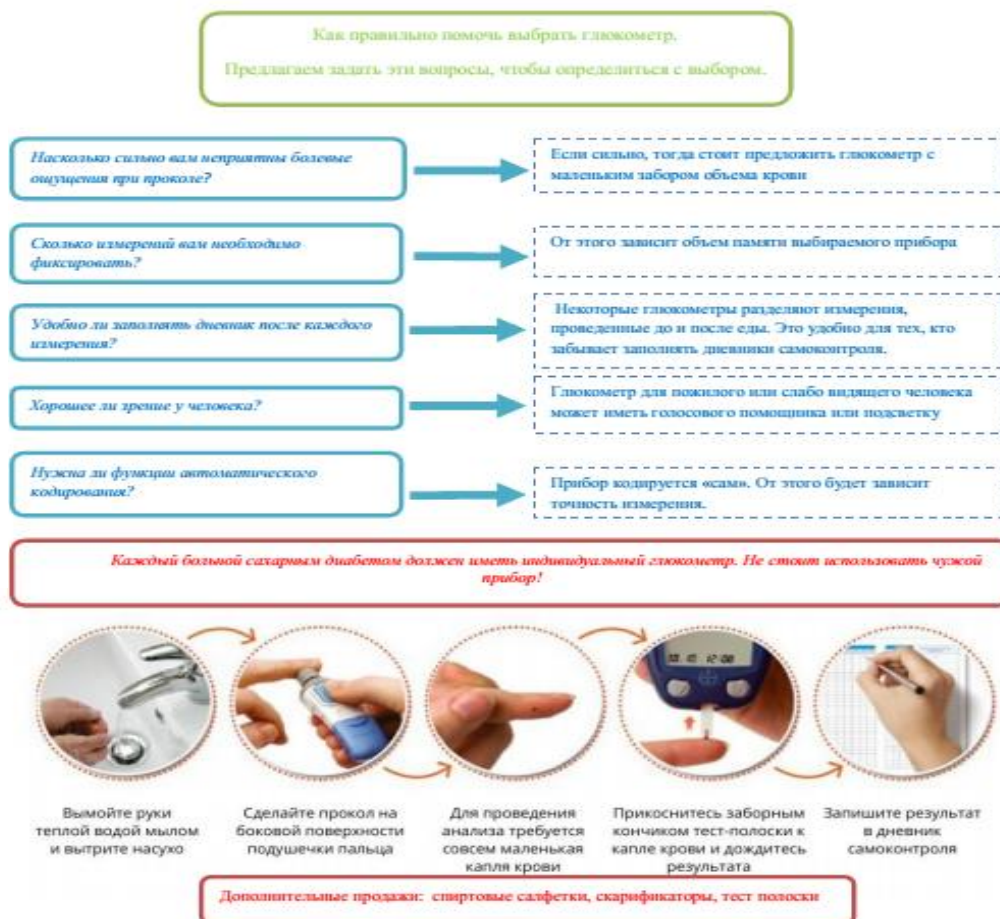 Как правильно помочь выбрать глюкометр,
Предлагаем задать эти вопросы, чтобы определиться с выбором.
Насколько сильно вам неприятны болевые
ощущения при проколе?
Если сильно, тогда стоит предложить глюкометр с
маленьким забором объема крови
Сколько измерений вам необходимо
фиксировать?
От этого зависит объем памяти выбираемого прибора
Удобно ли заполнять дневник после каждого
измерения?
Некоторые глюкометры разделяют измерения,
проведенные до и после еды. Это удобно для тех, кто
забывает заполнять дневники самоконтроля.
Хорошее ли зрение у человека?
Глюкометр для пожилого или слабо видящего человека
может иметь голосового помощника или подсветку
Нужна ли функции автоматического
кодирования?
Прибор кодируется «сам». От этого будет зависит
точность измерения.
Каждый больной сахарным диабетом должен иметь индивидуальный глюкометр. Не стоит использовать чужой
прибор!
Вымойте руки
теплой водой мылом
и вытрите насухо
Сделайте прокол на
боковой поверхности
подушечки пальца
Для проведения
анализа требуется
совсем маленькая
капля крови
Прикоснитесь заборным
кончиком тест-полоски к
капле крови и дождитесь
результата
Запишите результат
в дневник
самоконтроля
Дополнительные продажи: спиртовые салфетки, скарификаторы, тест полоски